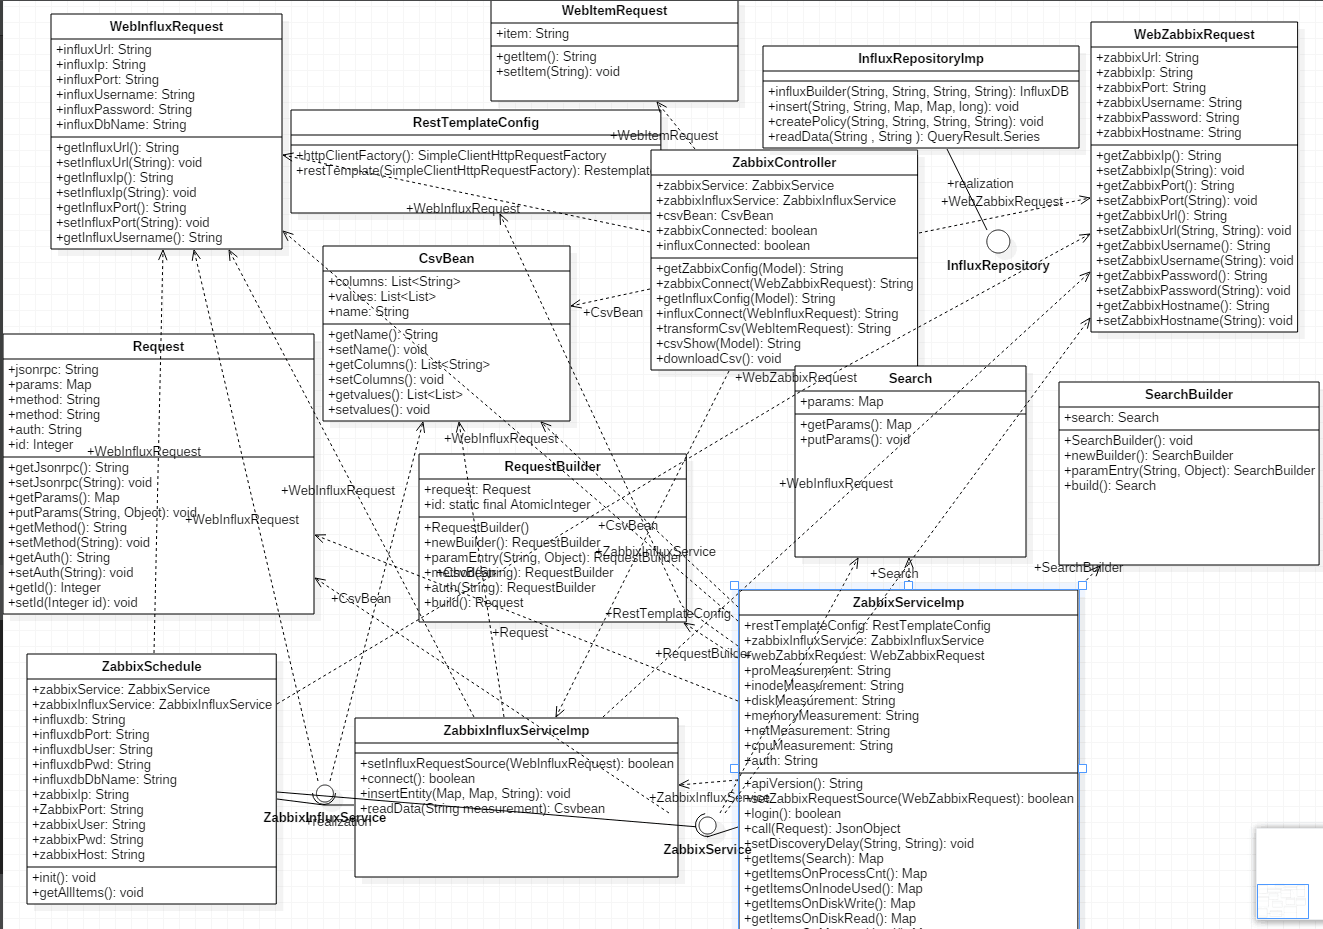 WebInfluxRequest
+influxUrl: String
+influxIp: String
+influxPort: String
+influxUsername: String
+influxPassword: String
+influxDbName: String
+getInfluxUrl(): String
+setInfluxUrl(String): void
+getInfluxIp(): String
+setInfluxIp(String): void
+getInfluxPort(): String
+setInfluxPort(String): void
+getInfluxUsername(): String
WebItemRequest
+item: String
+getItem(): String
+setItem(String): void
InfluxRepositoryImp
+influxBuilder(String, String, String, String): InfluxDB
+insert(String, String, Map, Map, long): void
+createPolicy(String, String, String, String): void
+readData(String , String ): QueryResult.Series
WebZabbixRequest
+zabbixUrl: String
+zabbixIp: String
+zabbixPort: String
+zabbixUsername: String
+zabbixPassword: String
+zabbixHostname: String
+getZabbixIp(): String
+setZabbixIp(String): void
+getZabbixPort(): String
+setZabbixPort(String): void
+getZabbixUrl(): String
+setZabbixUrl(String, String): void
+getZabbixUsername(): String
+setZabbixUsername(String): void
+getZabbixPassword(): String
+setZabbixPassword(String): void
+getZabbixHostname(): String
+setZabbixHostname(String): void
RestTemplateConfig
+httpClientFactory(): SimpleClientHttpRequestFactory
+restTemplate(SimpleClientHttpRequestFactory): Restemplat
+WebItemRequest
ZabbixController
+zabbixService: ZabbixService
+zabbixInfluxService: ZabbixInfluxService
+csvBean: CsvBean
+zabbixConnected: boolean
+influxConnected: boolean
+getZabbixConfig(Model): String
+zabbixConnect(WebZabbixRequest): String
+getInfluxConfig(Model): String
+influxConnect(WebInfluxRequest): String
+transformCsv(WebItemRequest): String
+csvShow(Model): String
+downloadCsv(): void
+realization
+WebZabbixRequest
InfluxRepository
+WebInfluxRequest
CsvBean
+columns: List<String>
+values: List<List>
+name: String
+getName(): String
+setName(): void
+getColumns(): List<String>
+setColumns(): void
+getvalues(): List<List>
+setvalues(): void
+CsvBean
Request
+jsonrpc: String
+params: Map
+method: String
+method: String
+auth: String
+id: Integer
+getJsonrpc(): String
+setJsonrpc(String): void
+getParams(): Map
+putParams(String, Object): void
+getMethod(): String
+setMethod(String): void
+getAuth(): String
+setAuth(String): void
+getId(): Integer
+setId(Integer id): void
+WebInfluxRequest
+WebInfluxRequest
+WebInfluxRequest
+WebInfluxRequest
+CsvBean
RequestBuilder
+request: Request
+id: static final AtomicInteger
+RequestBuilder()
+newBuilder(): RequestBuilder
+paramEntry(String, Object): RequestBuilder
+method(String): RequestBuilder
+auth(String): RequestBuilder
+build(): Request
+CsvBean
+CsvBean
+ZabbixInfluxService
+Request
+RestTemplateConfig
+RequestBuilder
+WebZabbixRequest
Search
+params: Map
+getParams(): Map
+putParams(): void
+WebInfluxRequest
+Search
SearchBuilder
+search: Search
+SearchBuilder(): void
+newBuilder(): SearchBuilder
+paramEntry(String, Object): SearchBuilder
+build(): Search
+SearchBuilder
ZabbixSchedule
+zabbixService: ZabbixService
+zabbixInfluxService: ZabbixInfluxService
+influxdb: String
+influxdbPort: String
+influxdbUser: String
+influxdbPwd: String
+influxdbDbName: String
+zabbixIp: String
+ZabbixPort: String
+zabbixUser: String
+zabbixPwd: String
+zabbixHost: String
+init(): void
+getAllItems(): void
ZabbixInfluxService
+realization
ZabbixInfluxServiceImp
+setInfluxRequestSource(WebInfluxRequest): boolean
+connect(): boolean
+insertEntity(Map, Map, String): void
+readData(String measurement): Csvbean
+ZabbixInfluxService
ZabbixService
ZabbixServiceImp
+restTemplateConfig: RestTemplateConfig
+zabbixInfluxService: ZabbixInfluxService
+webZabbixRequest: WebZabbixRequest
+proMeasurement: String
+inodeMeasurement: String
+diskMeasurement: String
+memoryMeasurement: String
+netMeasurement: String
+cpuMeasurement: String
+auth: String
+apiVersion(): String
+setZabbixRequestSource(WebZabbixRequest): boolean
+login(): boolean
+call(Request): JsonObject
+setDiscoveryDelay(String, String): void
+getItems(Search): Map
+getItemsOnProcessCnt(): Map
+getItemsOnInodeUsed(): Map
+getItemsOnDiskWrite(): Map
+getItemsOnDiskRead(): Map